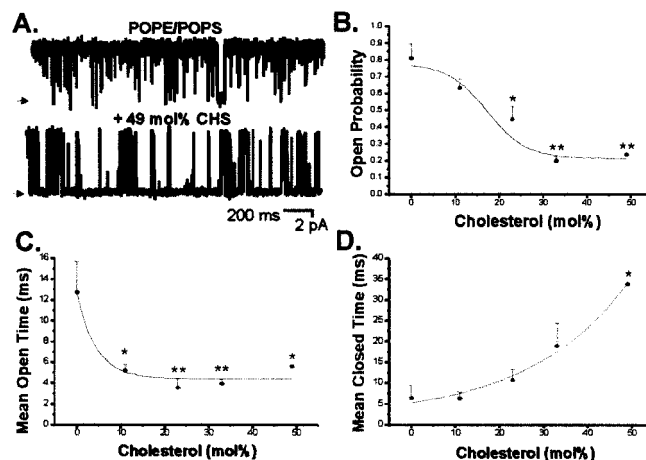 A.
POPE/POPS
+ 49 mol% CHS
200 ms
2 pA
B.
Open Probability
1.0
0.9
0.8
0.7
0.6
0.5
0.4
0.3
0.2
0.1
0.0
*
**
**
0 10 20 30 40 50
Cholesterol (mol%)
C.
Mean Open Time (ms)
16
14
12
10
8
6
4
2
0
*
**
**
*
0 10 20 30 40 50
Cholesterol (mol%)
D.
Mean Closed Time (ms)
40
35
30
25
20
15
10
5
0
*
0 10 20 30 40 50
Cholesterol (mol%)